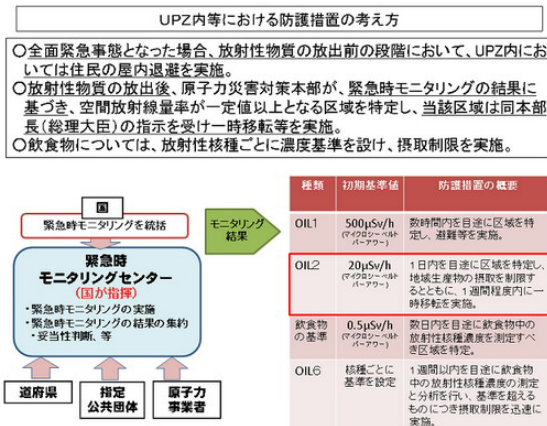 UPZ内等における防護措置の考え方
○全面緊急事態となった場合、放射性物質の放出前の段階において、UPZ内にお
いては住民の屋内退避を実施。
○放射性物質の放出後、原子力災害対策本部が、緊急時モニタリングの結果に
基づき、空間放射線量率が一定値以上となる区域を特定し、当該区域は同本部
長(総理大臣)の指示を受け一時移転等を実施。
○飲食物については、放射性核種ごとに濃度基準を設け、摂取制限を実施。
国
緊急時モニタリングを統括
緊急時
モニタリングセンター
(国が指揮)
・緊急時モニタリングの実施
・緊急時モニタリングの結果の集約
・妥当性判断、等
道府県
指定
公共団体
原子力
事業者
モニタリング
結果
種類 初期基準値 防護措置の概要
OIL1 500μSv/h
(マイクロシーベルト
パーアワー)
数時間内を目途に区域を特
定し、避難等を実施。
OIL2 20μSv/h
(マイクロシーベルト
パーアワー)
1日内を目途に区域を特定し、
地域生産物の摂取を制限す
るとともに、1週間程度内に一
時移転を実施。
飲食物
の基準
0.5μSv/h
(マイクロシーベルト
パーアワー)
数日内を目途に飲食物中の
放射性核種濃度を測定すべ
き区域を特定。
OIL6 核種ごとに
基準を設定
1週間以内を目途に飲食物
中の放射性核種濃度の測定
と分析を行い、基準を超える
ものにつき摂取制限を迅速に
実施。